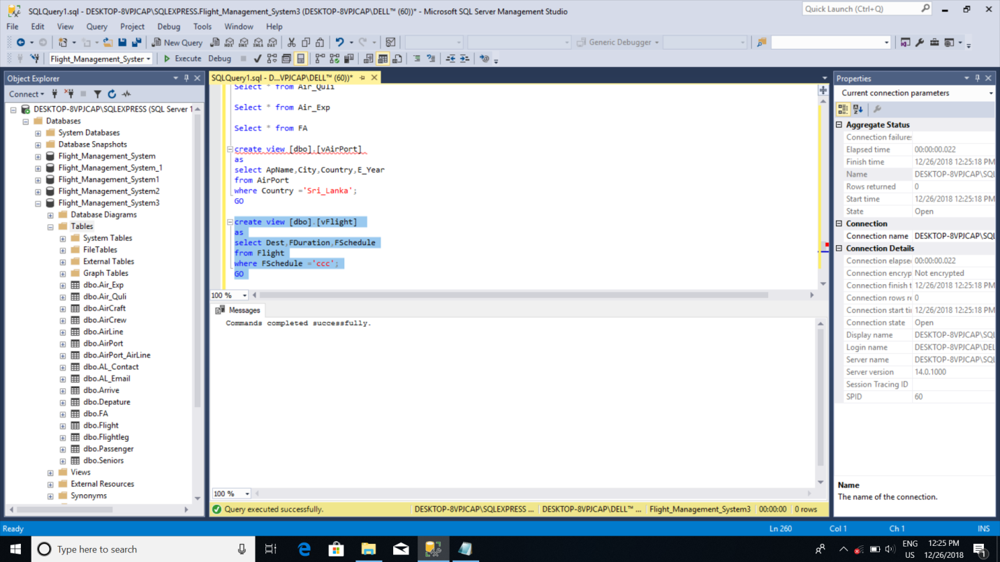 SQLQuery1.sql - DESKTOP-8VPJCAP\SQLEXPRESS.Flight_Management_System3 (DESKTOP-8VPJCAP\DELL™ (60))* - Microsoft SQL Server Management Studio
Quick Launch (Ctrl+Q)
File Edit View Query Project Debug Tools Window Help
New Query
MDX DMX XMLA DAX
Generic Debugger
Flight_Management_Syster
Execute Debug
Object Explorer
Connect
DESKTOP-8VPJCAP\SQLEXPRESS (SQL Server 1
Databases
System Databases
Database Snapshots
Flight_Management_System
Flight_Management_System_1
Flight_Management_System1
Flight_Management_System2
Flight_Management_System3
Database Diagrams
Tables
System Tables
FileTables
External Tables
Graph Tables
dbo.Air_Exp
dbo.Air_Quli
dbo.AirCraft
dbo.AirCrew
dbo.AirLine
dbo.AirPort
dbo.AirPort_AirLine
dbo.AL_Contact
dbo.AL_Email
dbo.Arrive
dbo.Depature
dbo.FA
dbo.Flight
dbo.Flightleg
dbo.Passenger
dbo.Seniors
Views
External Resources
Synonyms
SQLQuery1.sql - D...VPJCAP\DELL™ (60))*
Select * from Air_Quli
Select * from Air_Exp
Select * from FA
create view [dbo].[vAirPort]
as
select ApName,City,Country,E_Year
from AirPort
where Country ='Sri_Lanka';
GO
create view [dbo].[vFlight]
as
select Dest,FDuration,FSchedule
from Flight
where FSchedule ='ccc';
GO
100 %
Messages
Commands completed successfully.
100 %
Query executed successfully.
DESKTOP-8VPJCAP\SQLEXPRESS ... DESKTOP-8VPJCAP\DELL™ ... Flight_Management_System3 00:00:00 0 rows
Properties
Current connection parameters
Aggregate Status
Connection failure:
Elapsed time 00:00:00.022
Finish time 12/26/2018 12:25:18 PM
Name DESKTOP-8VPJCAP\SQL
Rows returned 0
Start time 12/26/2018 12:25:18 PM
State Open
Connection
Connection name DESKTOP-8VPJCAP\SQL
Connection Details
Connection elapse 00:00:00.022
Connection encryp Not encrypted
Connection finish t 12/26/2018 12:25:18 PM
Connection rows re 0
Connection start ti 12/26/2018 12:25:18 PM
Connection state Open
Display name DESKTOP-8VPJCAP\SQL
Login name DESKTOP-8VPJCAP\DEL
Server name DESKTOP-8VPJCAP\SQL
Server version 14.0.1000
Session Tracing ID
SPID 60
Name
The name of the connection.
Ready
Ln 260 Col 1 Ch 1 INS
Type here to search
ENG
US
12:25 PM
12/26/2018
1